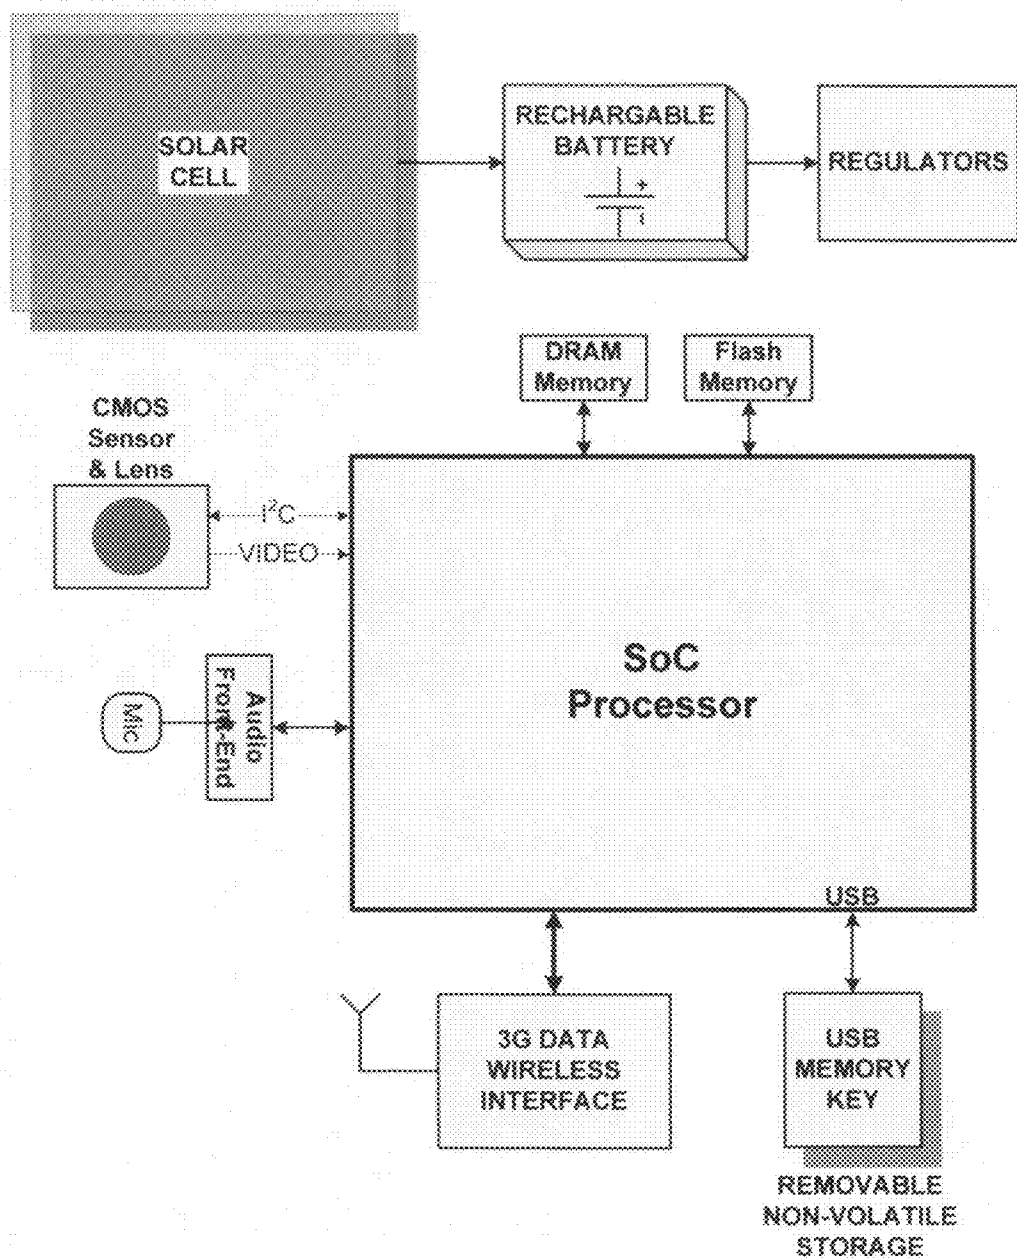 SOLAR
CELL
RECHARGABLE
BATTERY
+
REGULATORS
DRAM
Memory
Flash
Memory
CMOS
Sensor
& Lens
I²C
VIDEO
SoC
Processor
Mic
Audio
Front-End
USB
3G DATA
WIRELESS
INTERFACE
USB
MEMORY
KEY
REMOVABLE
NON-VOLATILE
STORAGE